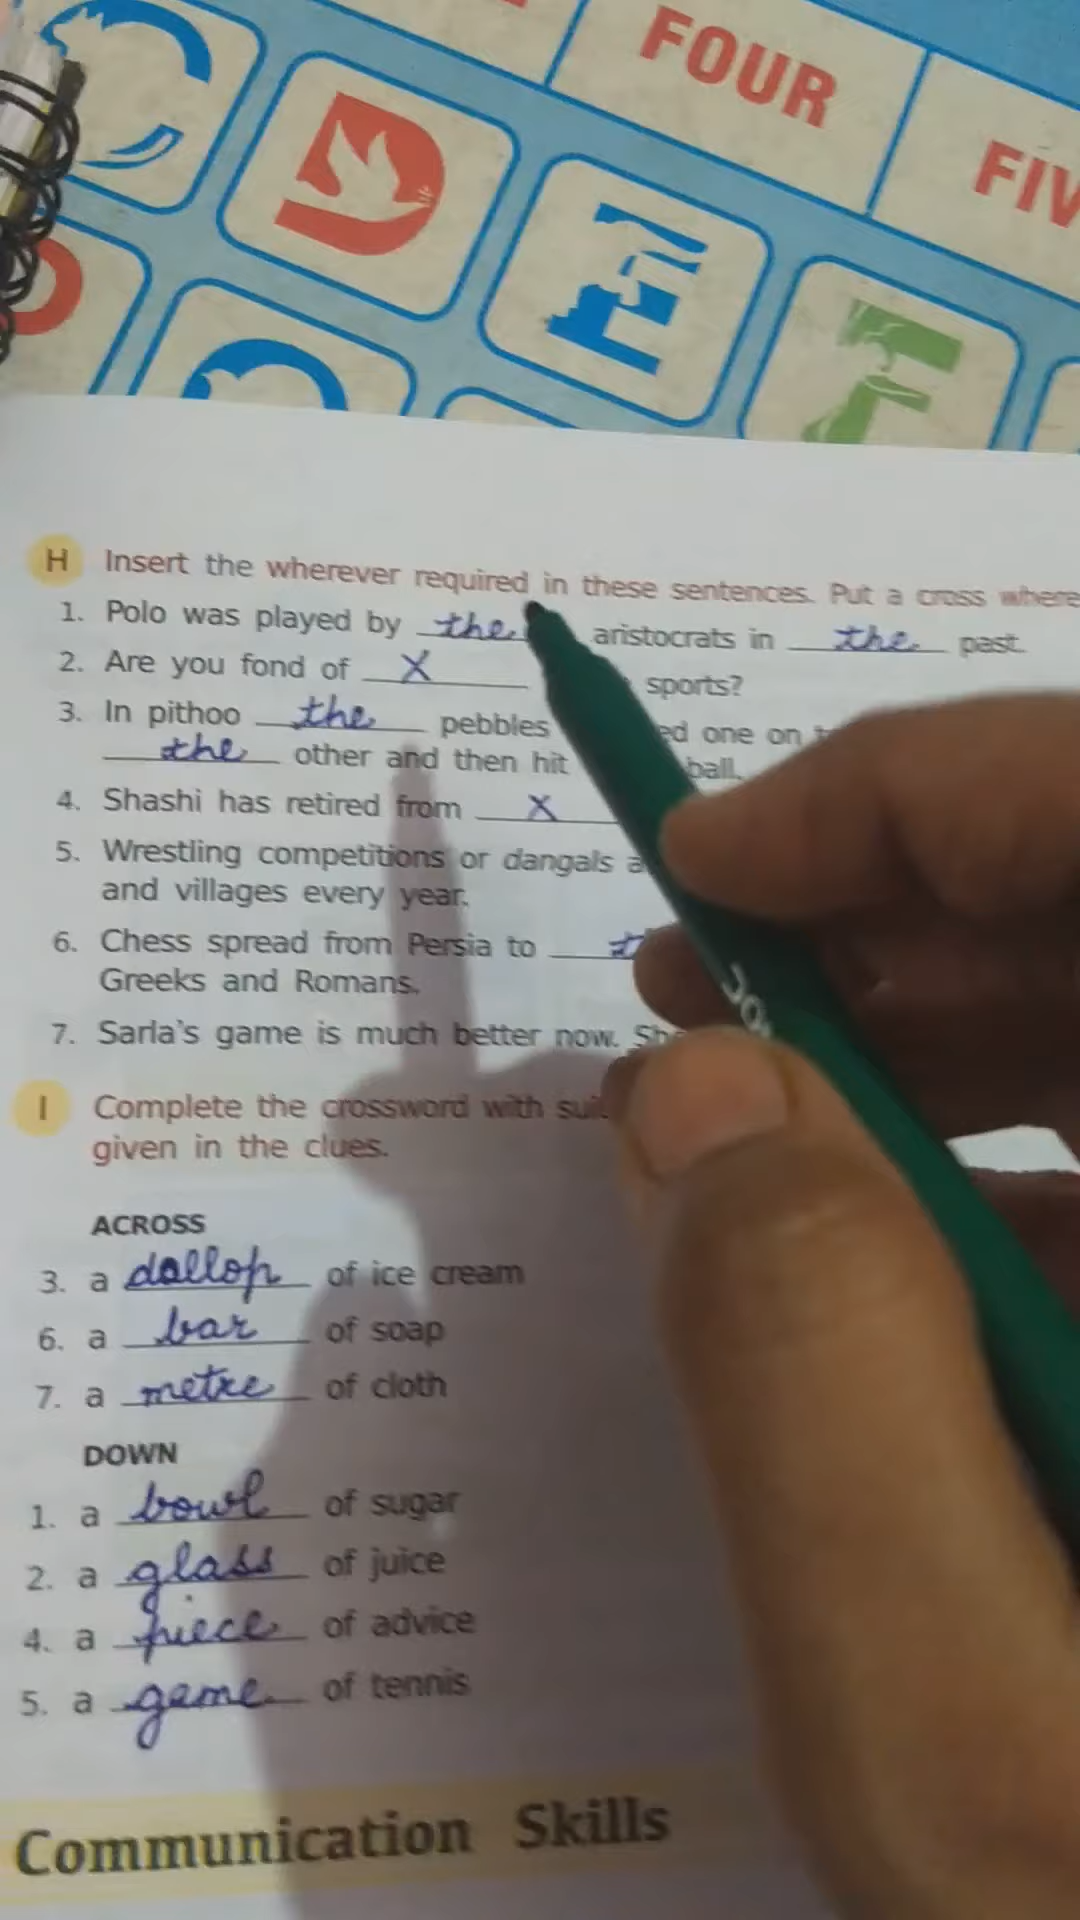 FOUR
FIV
D
E
F
H Insert the wherever required in these sentences. Put a cross where
1. Polo was played by the aristocrats in the past.
2. Are you fond of X sports?
3. In pithoo the pebbles ed one on
the other and then hit ball.
4. Shashi has retired from X
5. Wrestling competitions or dangals a
and villages every year.
6. Chess spread from Persia to
Greeks and Romans.
7. Sarla's game is much better now. Sh
I Complete the crossword with sui
given in the clues.
ACROSS
3. a dollop of ice cream
6. a bar of soap
7. a metre of cloth
DOWN
1. a bowl of sugar
2. a glass of juice
4. a piece of advice
5. a game of tennis
Communication Skills